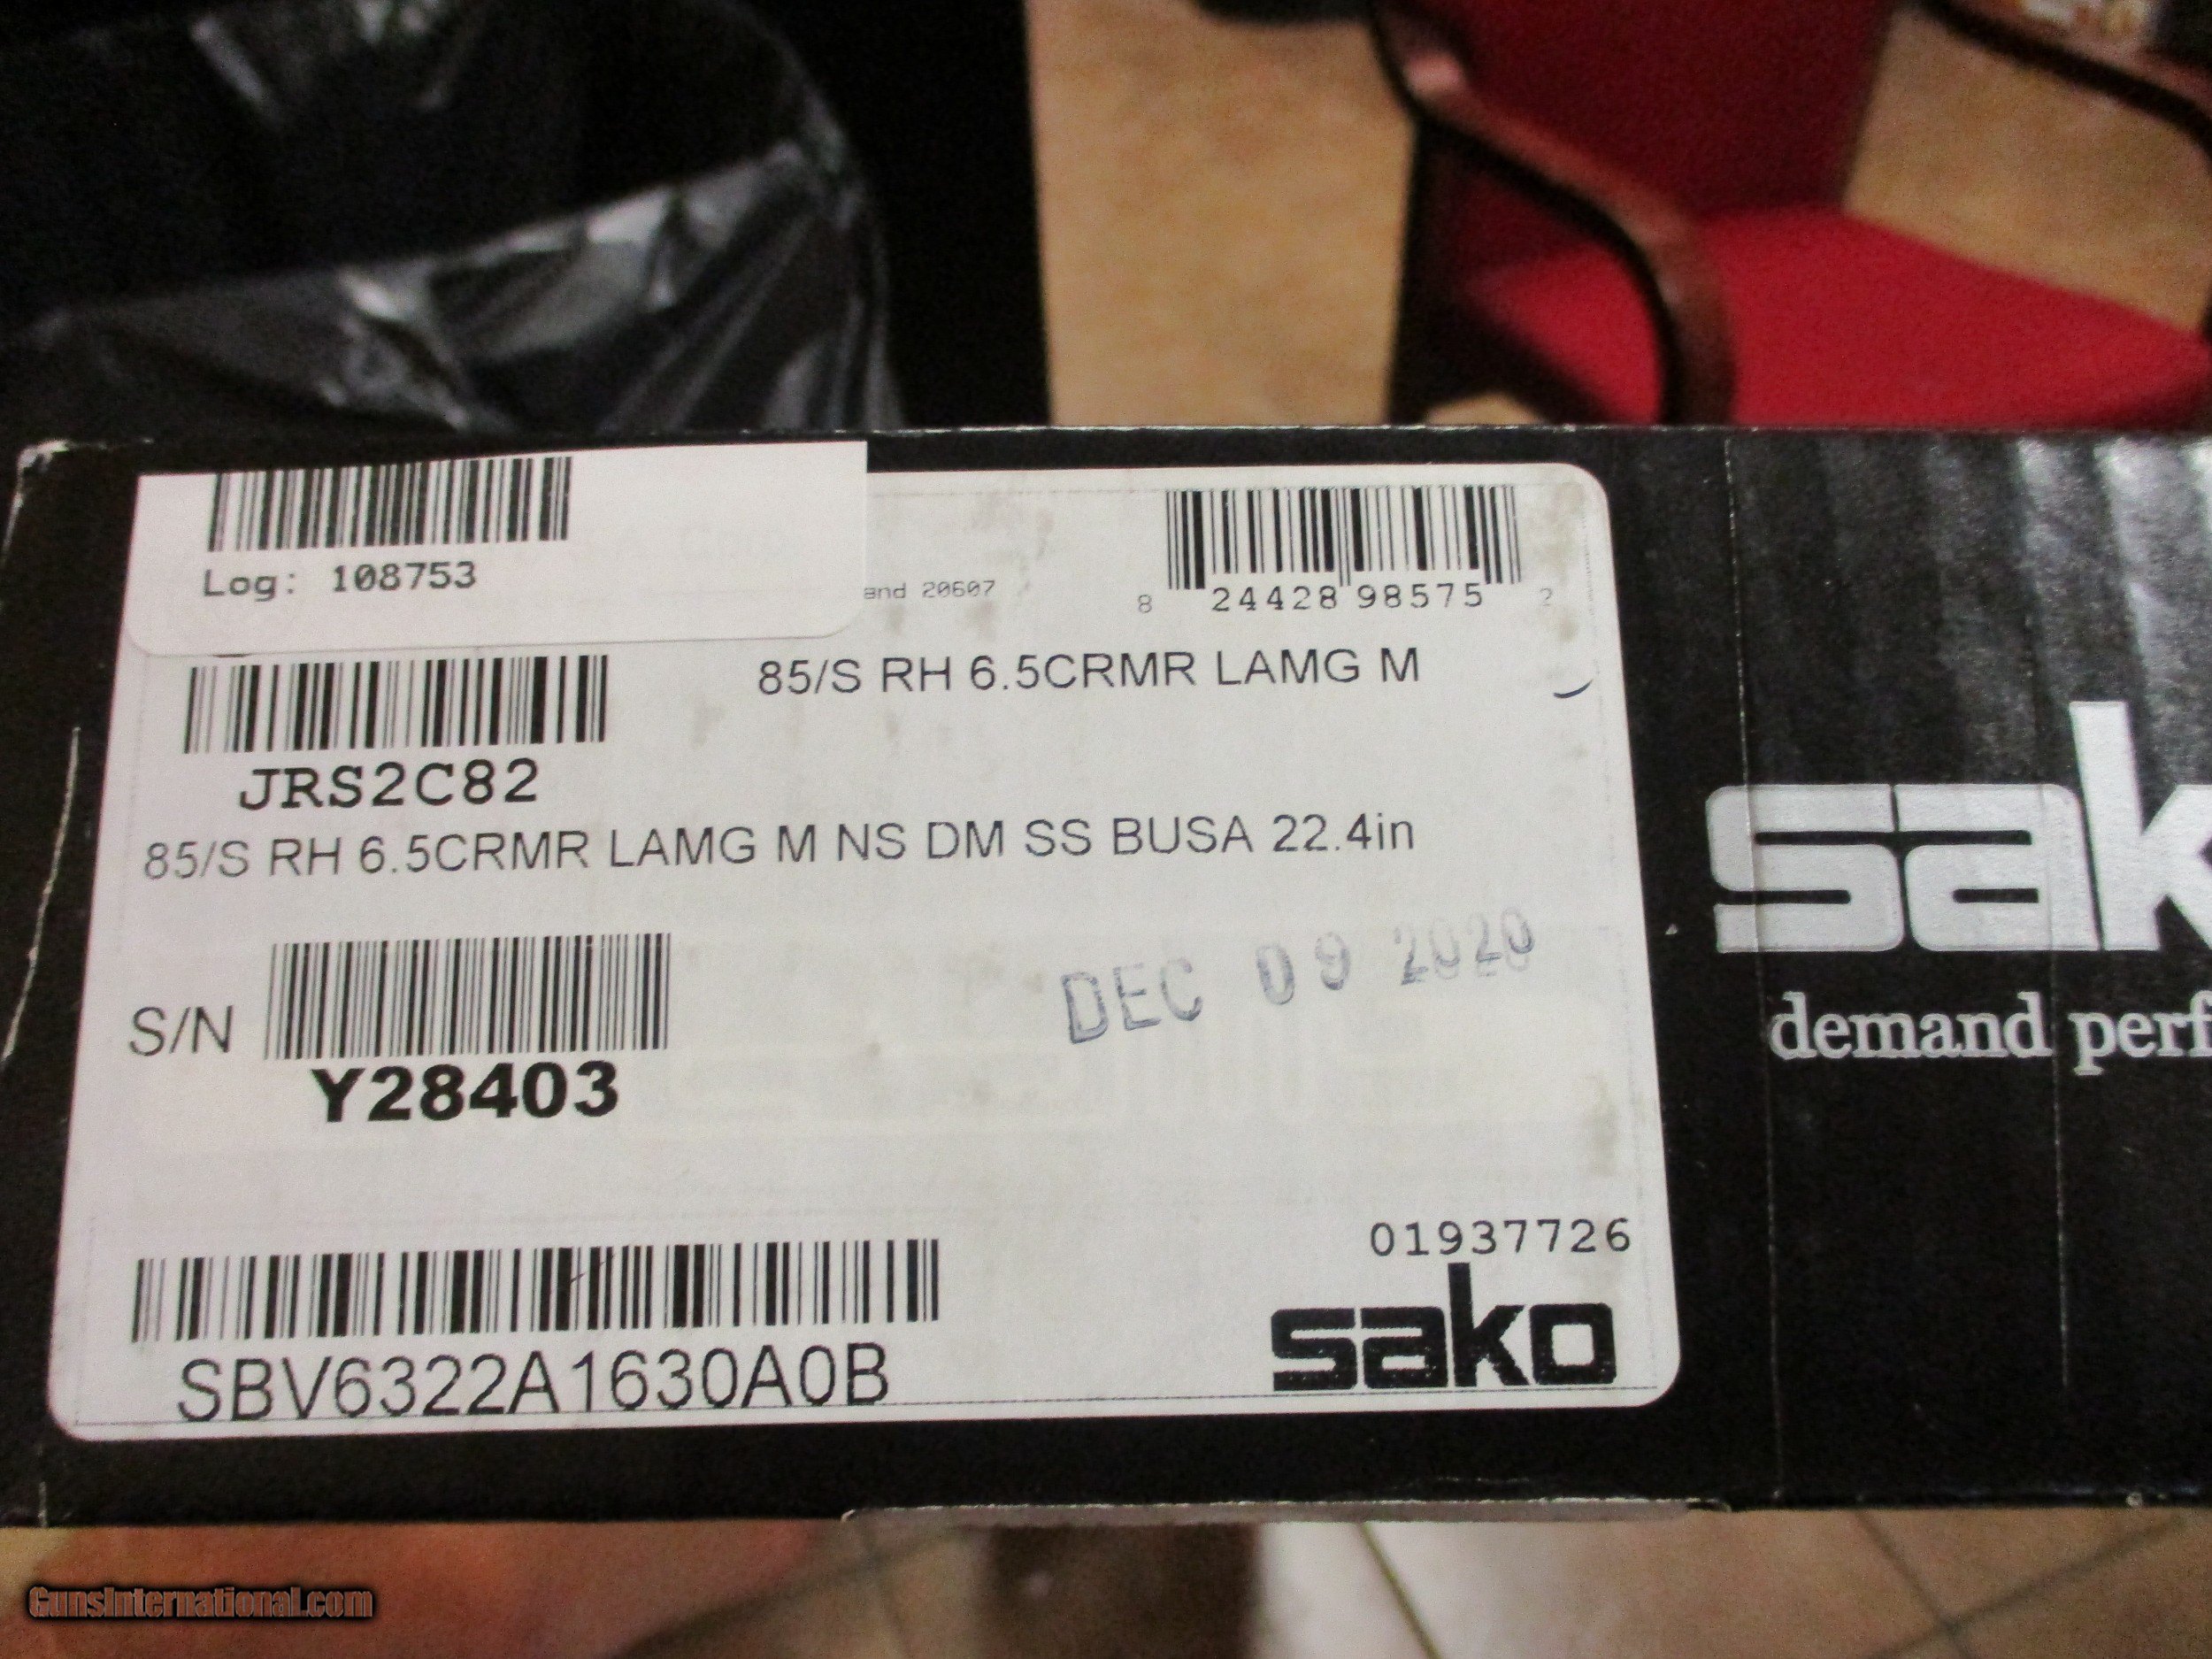 Log: 108753
and 20607
8 24428 98575 2
85/S RH 6.5CRMR LAMG M
JRS2C82
85/S RH 6.5CRMR LAMG M NS DM SS BUSA 22.4in
DEC 09 2020
S/N
Y28403
01937726
sako
SBV6322A1630A0B
sak
demand perf
GunsInternational.com